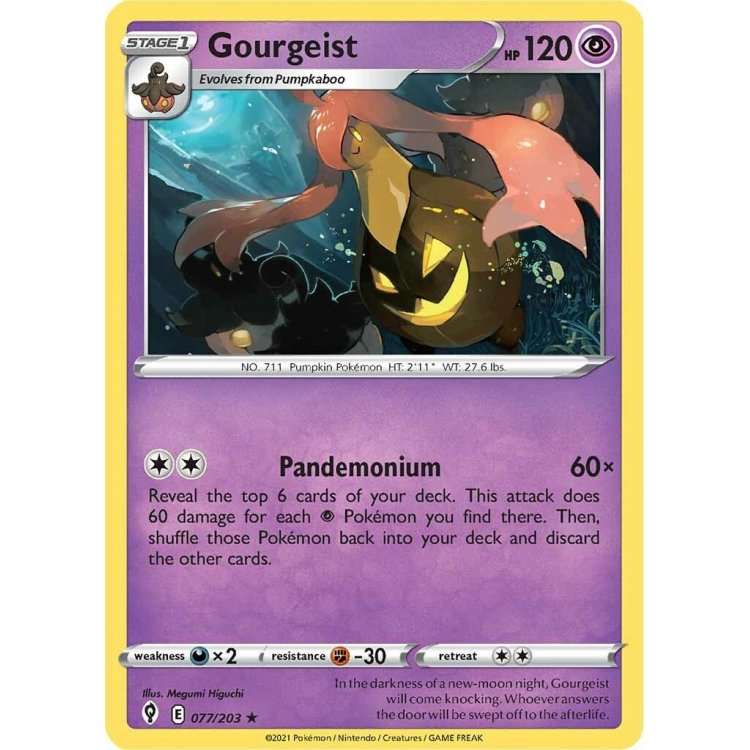 STAGE 1
Gourgeist
HP 120
Evolves from Pumpkaboo
NO. 711 Pumpkin Pokémon HT: 2'11" WT: 27.6 lbs.
Pandemonium 60×
Reveal the top 6 cards of your deck. This attack does
60 damage for each Pokémon you find there. Then,
shuffle those Pokémon back into your deck and discard
the other cards.
weakness ×2 resistance -30 retreat
Illus. Megumi Higuchi
E 077/203 ★
In the darkness of a new-moon night, Gourgeist
will come knocking. Whoever answers
the door will be swept off to the afterlife.
©2021 Pokémon / Nintendo / Creatures / GAME FREAK